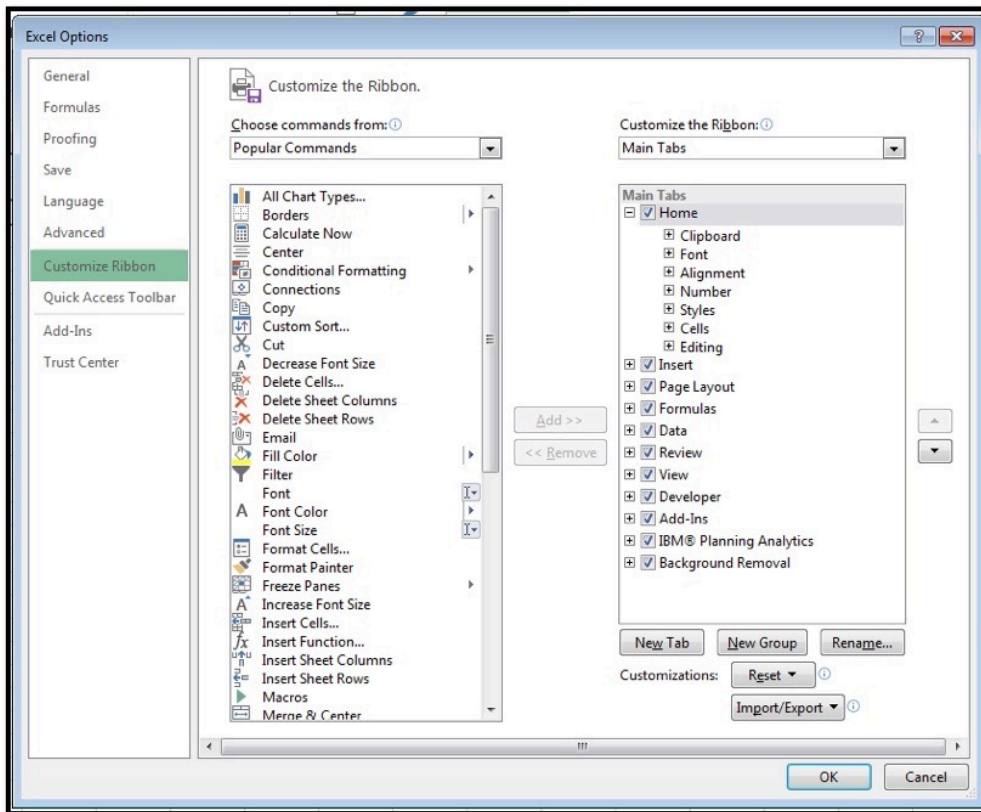 Excel Options
General
Formulas
Proofing
Save
Language
Advanced
Customize Ribbon
Quick Access Toolbar
Add-Ins
Trust Center
Customize the Ribbon.
Choose commands from:
Popular Commands
All Chart Types...
Borders
Calculate Now
Center
Conditional Formatting
Connections
Copy
Custom Sort...
Cut
Decrease Font Size
Delete Cells...
Delete Sheet Columns
Delete Sheet Rows
Email
Fill Color
Filter
Font
Font Color
Font Size
Format Cells...
Format Painter
Freeze Panes
Increase Font Size
Insert Cells...
Insert Function...
Insert Sheet Columns
Insert Sheet Rows
Macros
Merge & Center
Add >>
<< Remove
Customize the Ribbon:
Main Tabs
Main Tabs
Home
Clipboard
Font
Alignment
Number
Styles
Cells
Editing
Insert
Page Layout
Formulas
Data
Review
View
Developer
Add-Ins
IBM® Planning Analytics
Background Removal
New Tab
New Group
Rename...
Customizations:
Reset
Import/Export
OK
Cancel